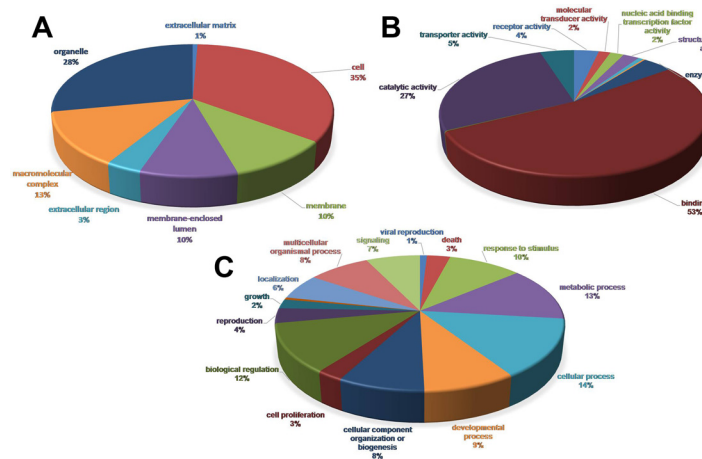 A
extracellular matrix
1%
organelle
28%
cell
35%
macromolecular
complex
13%
extracellular region
3%
membrane-enclosed
lumen
10%
membrane
10%
B
molecular
transducer activity
2%
nucleic acid binding
transcription factor
activity
2%
receptor activity
4%
transporter activity
5%
catalytic activity
27%
53%
C
viral reproduction
1%
death
3%
response to stimulus
10%
signaling
7%
multicellular
organismal process
8%
metabolic process
13%
localization
6%
growth
2%
reproduction
4%
biological regulation
12%
cellular process
14%
cell proliferation
3%
cellular component
organization or
biogenesis
8%
developmental
process
9%